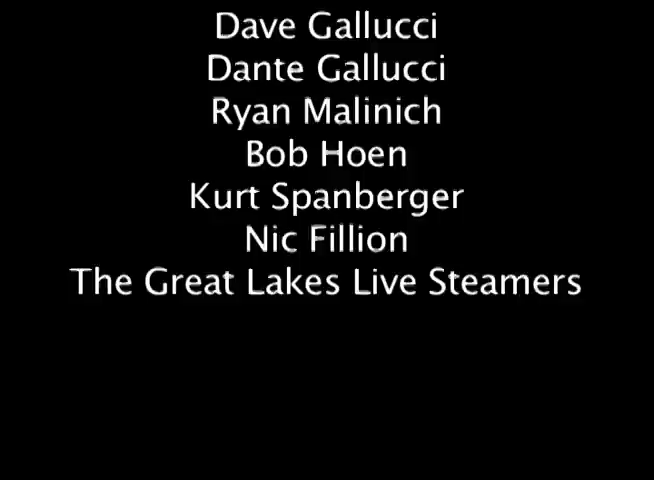 Dave Gallucci
Dante Gallucci
Ryan Malinich
Bob Hoen
Kurt Spanberger
Nic Fillion
The Great Lakes Live Steamers